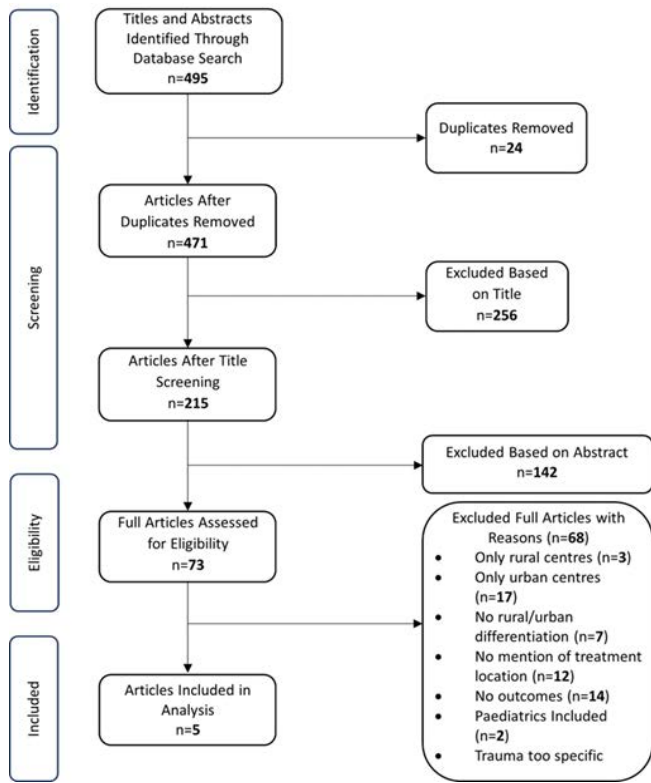 Identification
Titles and Abstracts
Identified Through
Database Search
n=495
Duplicates Removed
n=24
Screening
Articles After
Duplicates Removed
n=471
Excluded Based
on Title
n=256
Articles After Title
Screening
n=215
Excluded Based on Abstract
n=142
Eligibility
Full Articles Assessed
for Eligibility
n=73
Excluded Full Articles with
Reasons (n=68)
• Only rural centres (n=3)
• Only urban centres
(n=17)
• No rural/urban
differentiation (n=7)
• No mention of treatment
location (n=12)
• No outcomes (n=14)
• Paediatrics Included
(n=2)
• Trauma too specific
Included
Articles Included in
Analysis
n=5